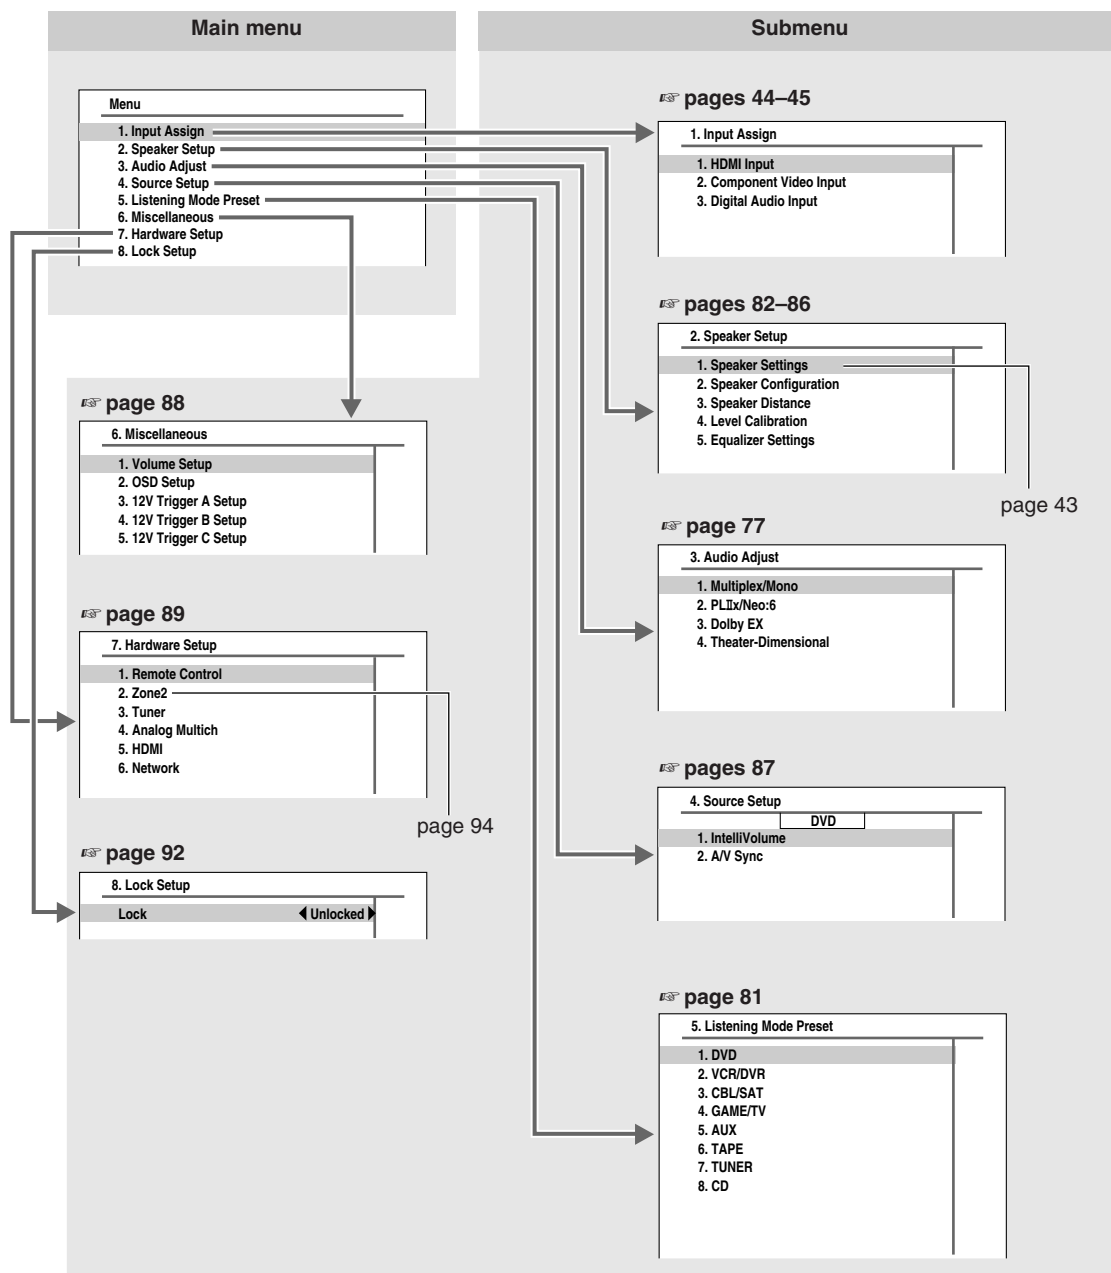 Main menu
Submenu
Menu
1. Input Assign
2. Speaker Setup
3. Audio Adjust
4. Source Setup
5. Listening Mode Preset
6. Miscellaneous
7. Hardware Setup
8. Lock Setup
☞ pages 44–45
1. Input Assign
1. HDMI Input
2. Component Video Input
3. Digital Audio Input
☞ pages 82–86
2. Speaker Setup
1. Speaker Settings
2. Speaker Configuration
3. Speaker Distance
4. Level Calibration
5. Equalizer Settings
page 43
☞ page 88
6. Miscellaneous
1. Volume Setup
2. OSD Setup
3. 12V Trigger A Setup
4. 12V Trigger B Setup
5. 12V Trigger C Setup
☞ page 77
3. Audio Adjust
1. Multiplex/Mono
2. PLⅡx/Neo:6
3. Dolby EX
4. Theater-Dimensional
☞ page 89
7. Hardware Setup
1. Remote Control
2. Zone2
3. Tuner
4. Analog Multich
5. HDMI
6. Network
page 94
☞ pages 87
4. Source Setup
DVD
1. IntelliVolume
2. A/V Sync
☞ page 92
8. Lock Setup
Lock ◀ Unlocked ▶
☞ page 81
5. Listening Mode Preset
1. DVD
2. VCR/DVR
3. CBL/SAT
4. GAME/TV
5. AUX
6. TAPE
7. TUNER
8. CD